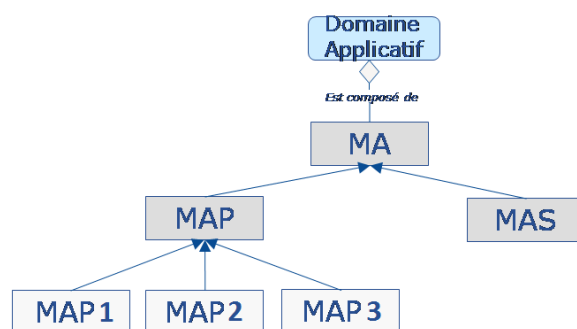 Domaine
Applicatif
Est composé de
MA
MAP
MAS
MAP1
MAP2
MAP3